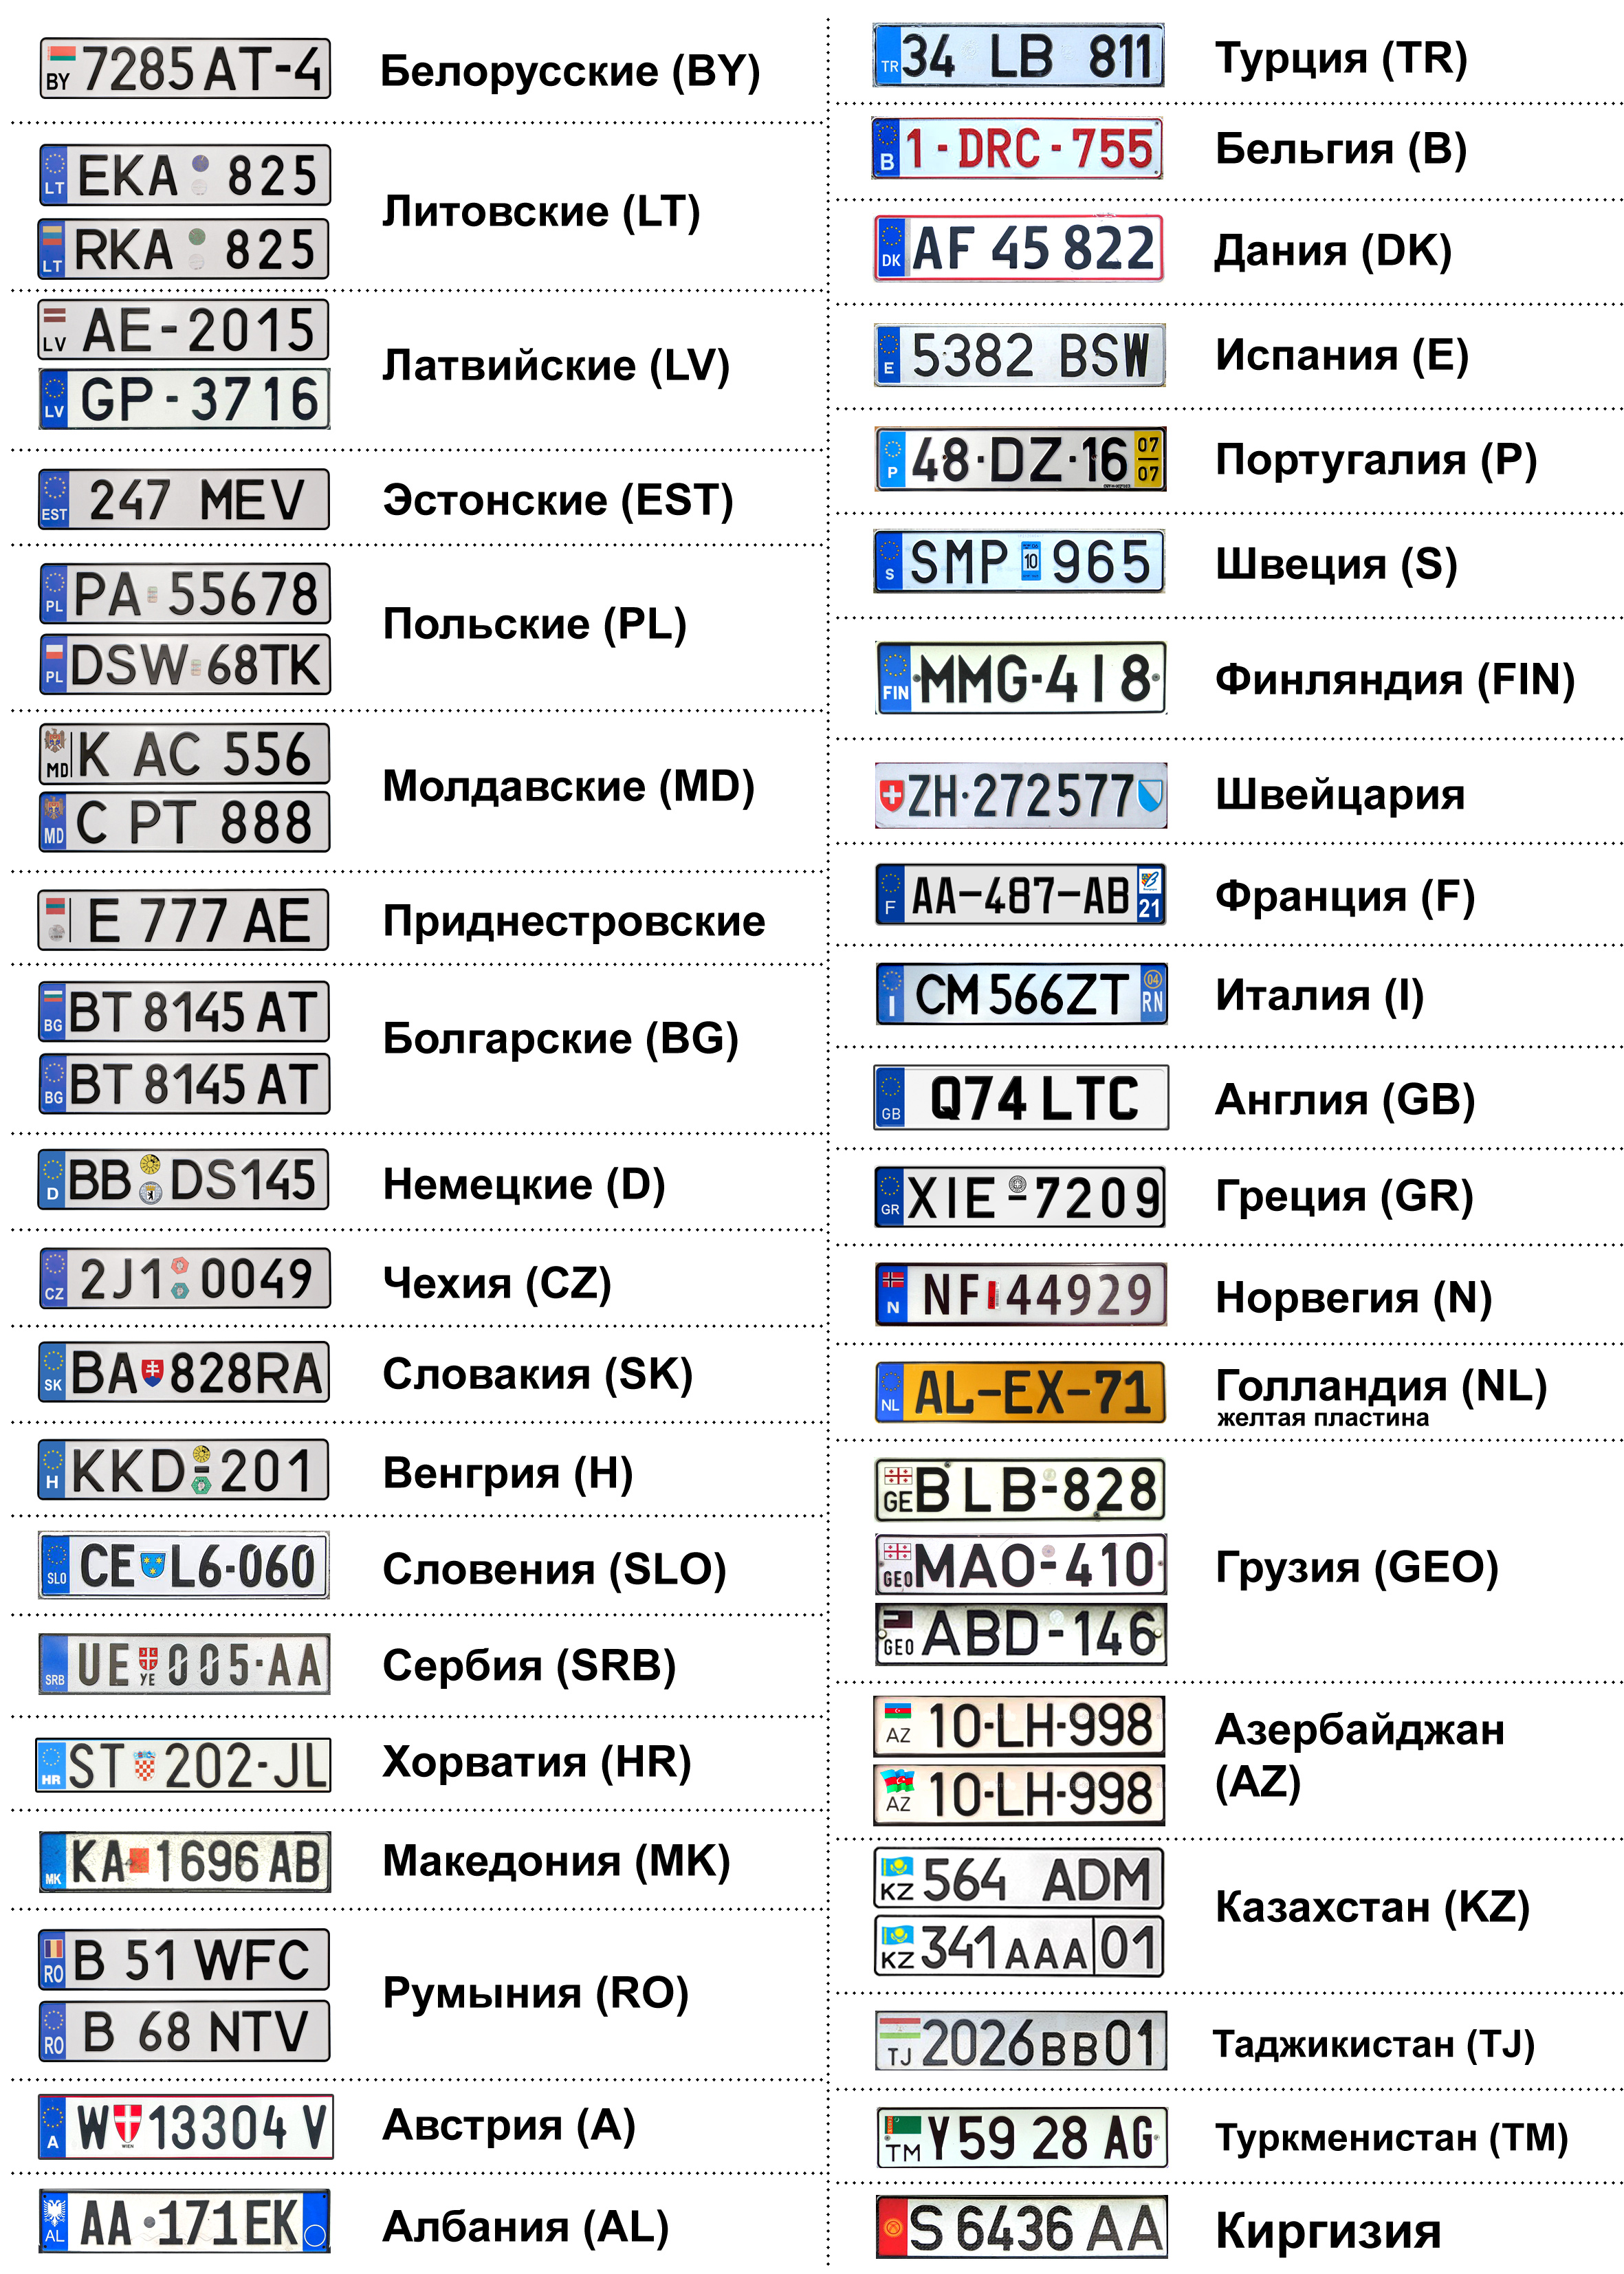 BY 7285 AT-4
Белорусские (BY)
LT EKA 825
LT RKA 825
Литовские (LT)
LV AE-2015
LV GP-3716
Латвийские (LV)
EST 247 MEV
Эстонские (EST)
PL PA 55678
PL DSW 68TK
Польские (PL)
MD K AC 556
MD C PT 888
Молдавские (MD)
E 777 AE
Приднестровские
BG BT 8145 AT
BG BT 8145 AT
Болгарские (BG)
D BB DS145
Немецкие (D)
CZ 2J1 0049
Чехия (CZ)
SK BA 828RA
Словакия (SK)
H KKD-201
Венгрия (H)
SLO CE L6-060
Словения (SLO)
SRB UE YE 005-AA
Сербия (SRB)
HR ST 202-JL
Хорватия (HR)
MK KA 1696 AB
Македония (MK)
RO B 51 WFC
RO B 68 NTV
Румыния (RO)
A W WIEN 13304 V
Австрия (A)
AL AA 171EK
Албания (AL)
TR 34 LB 811
Турция (TR)
B 1-DRC-755
Бельгия (B)
DK AF 45 822
Дания (DK)
E 5382 BSW
Испания (E)
P 48·DZ·16 07 07
Португалия (P)
S SMP 10 965
Швеция (S)
FIN MMG-418
Финляндия (FIN)
ZH·272577
Швейцария
F AA-487-AB 21
Франция (F)
I CM 566ZT 04 RN
Италия (I)
GB Q74 LTC
Англия (GB)
GR XIE-7209
Греция (GR)
N NF 44929
Норвегия (N)
NL AL-EX-71
Голландия (NL)
желтая пластина
GE BLB-828
GEO MAO-410
GEO ABD-146
Грузия (GEO)
AZ 10-LH-998
AZ 10-LH-998
Азербайджан
(AZ)
KZ 564 ADM
KZ 341 AAA 01
Казахстан (KZ)
TJ 2026 BB 01
Таджикистан (TJ)
TM Y59 28 AG
Туркменистан (TM)
S 6436 AA
Киргизия